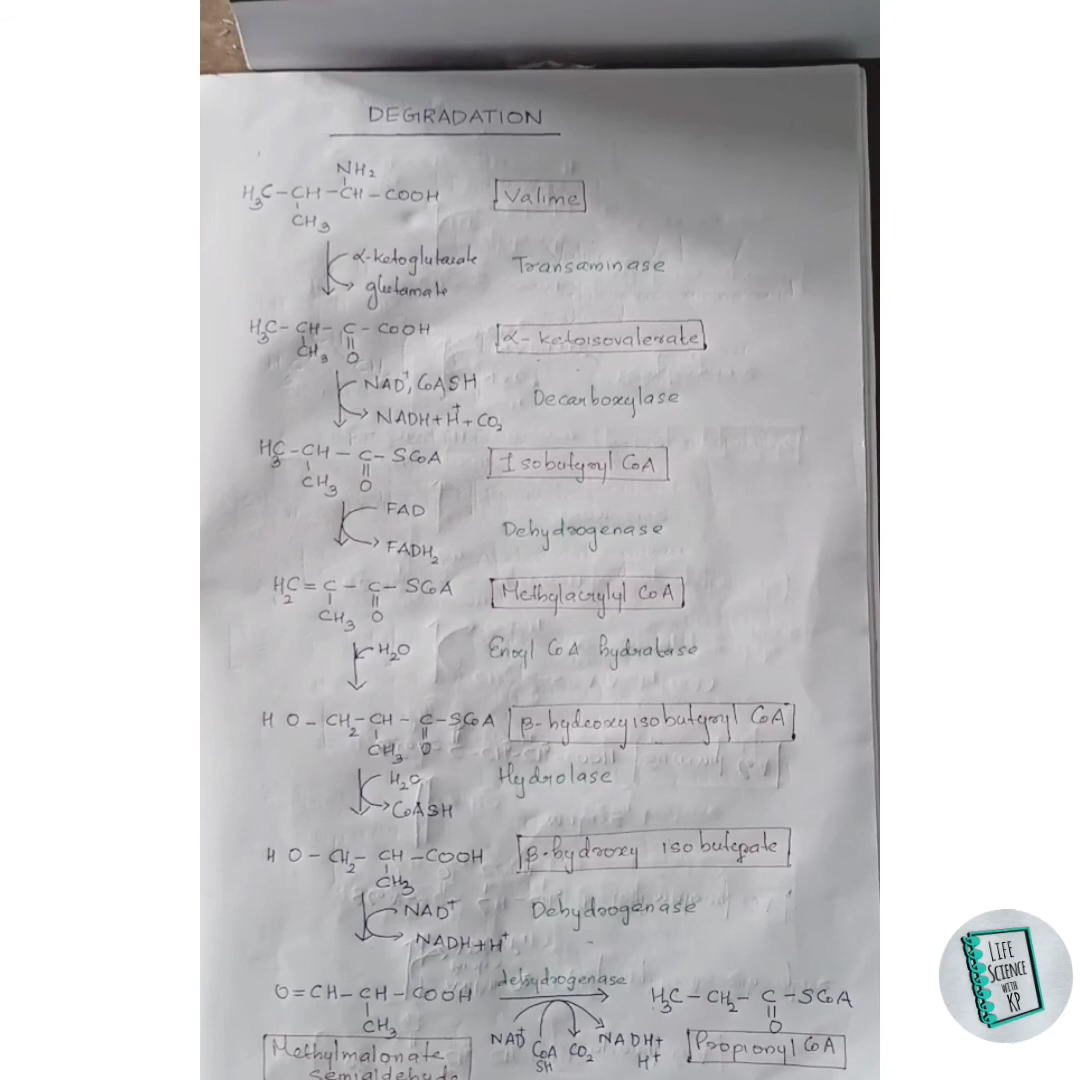 DEGRADATION
NH₂
H₃C-CH-CH-COOH Valine
CH₃
α-ketoglutarate Transaminase
glutamate
H₃C-CH-C-COOH α-ketoisovalerate
CH₃ O
NAD⁺, CoASH Decarboxylase
NADH+H⁺+CO₂
H₃C-CH-C-SCoA Isobutyryl CoA
CH₃ O
FAD Dehydrogenase
FADH₂
H₂C=C-C-SCoA Methylacrylyl CoA
CH₃ O
H₂O Enoyl CoA hydratase
HO-CH₂-CH-C-SCoA β-hydroxyisobutyryl CoA
CH₃ O
H₂O Hydrolase
CoASH
HO-CH₂-CH-COOH β-hydroxy isobutyrate
CH₃
NAD⁺ Dehydrogenase
NADH+H⁺
O=CH-CH-COOH dehydrogenase H₃C-CH₂-C-SCoA
CH₃ O
NAD⁺ CoASH CO₂ NADH+H⁺
Methylmalonate Propionyl CoA
semialdehyde
LIFE
SCIENCE
WITH
KP